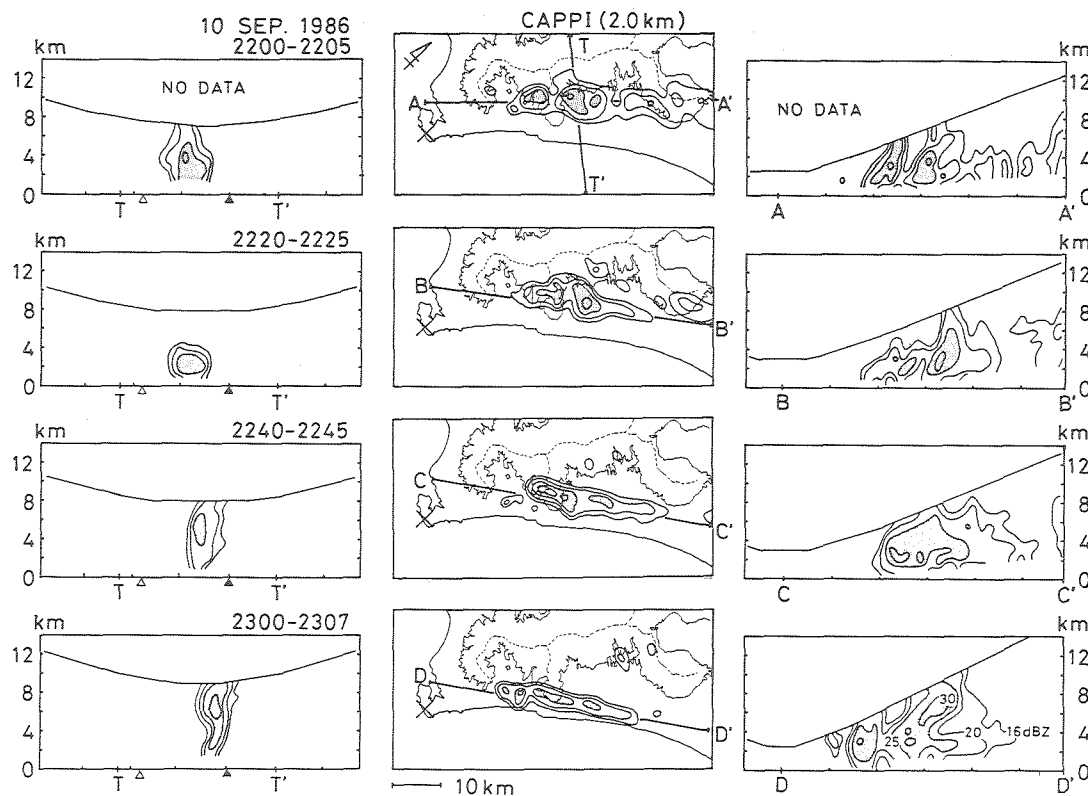 10 SEP. 1986
km 2200-2205
CAPPI (2.0 km)
km
NO DATA
NO DATA
12
8
4
0
T T'
T
A A'
T'
12
8
4
0
A A'
2220-2225
km
km
12
8
4
0
T T'
B
B'
12
8
4
0
B B'
km 2240-2245
km
12
8
4
0
T T'
C
C'
12
8
4
0
C C'
km 2300-2307
km
12
8
4
0
T T'
D
D'
10 km
12
8
4
0
30
25
20
16dBZ
D D'